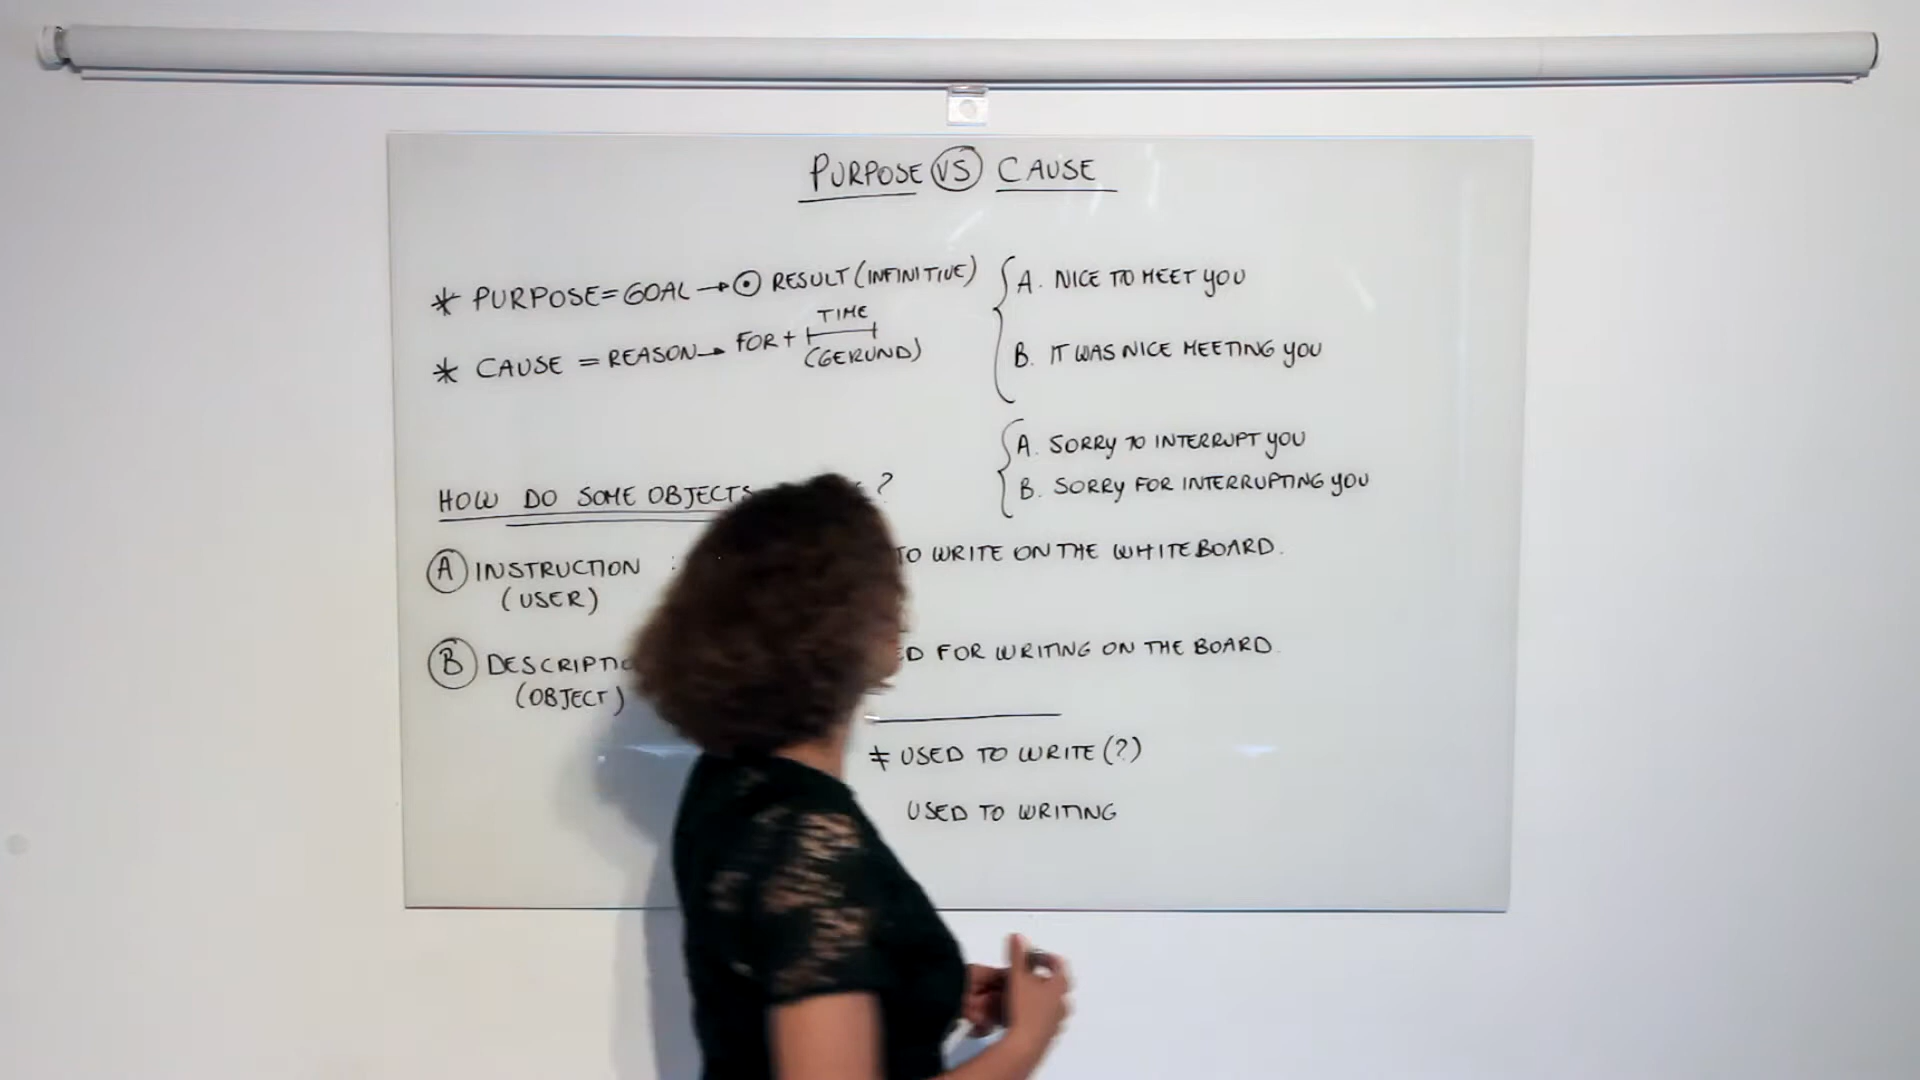 PURPOSE VS CAUSE
* PURPOSE = GOAL → RESULT (INFINITIVE)
* CAUSE = REASON → FOR + (GERUND)
TIME
A. NICE TO MEET YOU
B. IT WAS NICE MEETING YOU
A. SORRY TO INTERRUPT YOU
B. SORRY FOR INTERRUPTING YOU
HOW DO SOME OBJECTS ?
A INSTRUCTION : TO WRITE ON THE WHITEBOARD.
(USER)
B FOR WRITING ON THE BOARD.
(OBJECT)
≠ USED TO WRITE (?)
USED TO WRITING